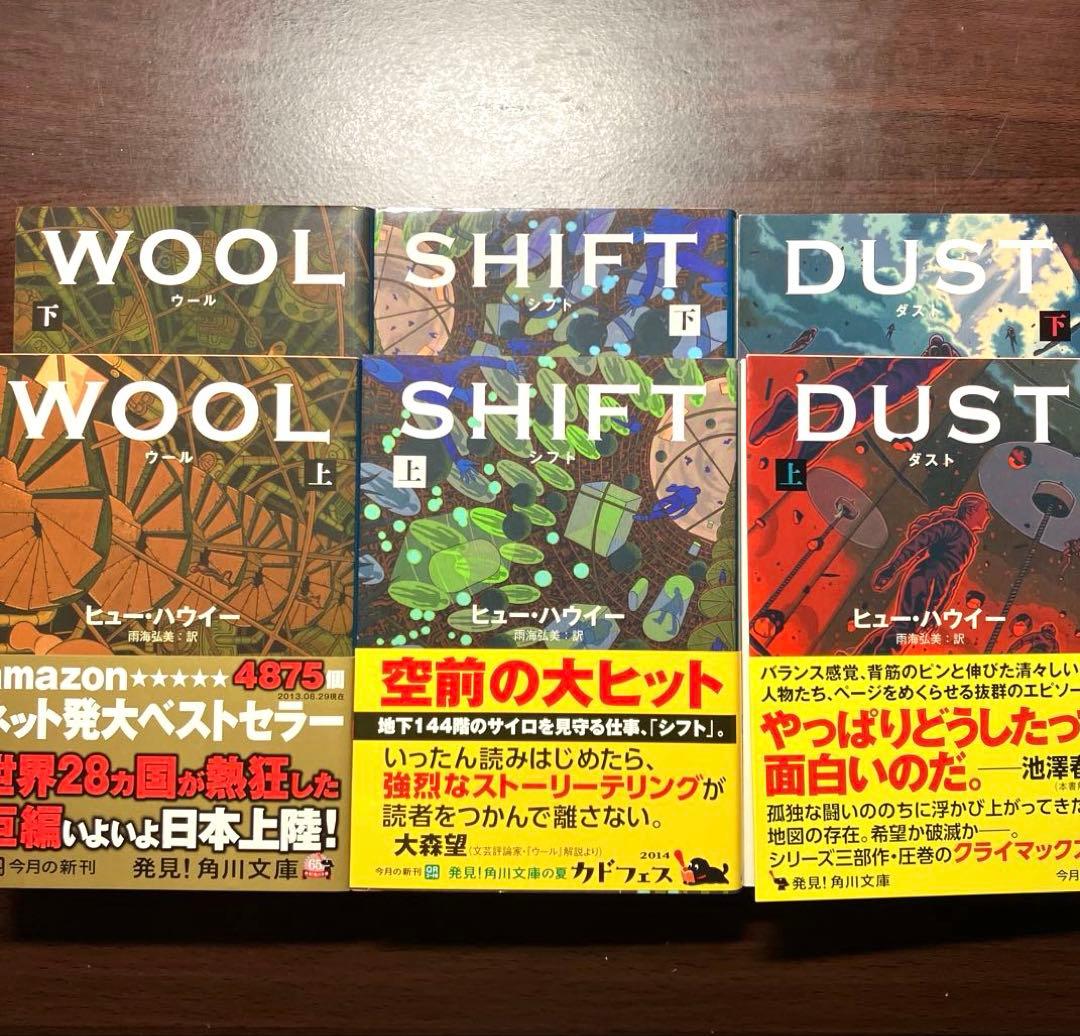 WOOL
ウール
下
SHIFT
シフト
下
DUST
ダスト
下
WOOL
ウール
上
ヒュー・ハウイー
雨海弘美:訳
amazon★★★★★4875個
2013.08.29現在
ネット発大ベストセラー
世界28カ国が熱狂した
巨編いよいよ日本上陸!
今月の新刊 発見!角川文庫 65
SHIFT
シフト
上
ヒュー・ハウイー
雨海弘美:訳
空前の大ヒット
地下144階のサイロを見守る仕事、「シフト」。
いったん読みはじめたら、
強烈なストーリーテリングが
読者をつかんで離さない。
大森望(文芸評論家・『ウール』解説より)
今月の新刊 発見!角川文庫の夏 カドフェス 2014
DUST
ダスト
上
ヒュー・ハウイー
雨海弘美:訳
バランス感覚、背筋のピンと伸びた清々しい
人物たち、ページをめくらせる抜群のエピソー
やっぱりどうしたっ
面白いのだ。――池澤春
(本書
孤独な闘いののちに浮かび上がってきた
地図の存在。希望か破滅か――。
シリーズ三部作・圧巻のクライマックス
発見!角川文庫 今月